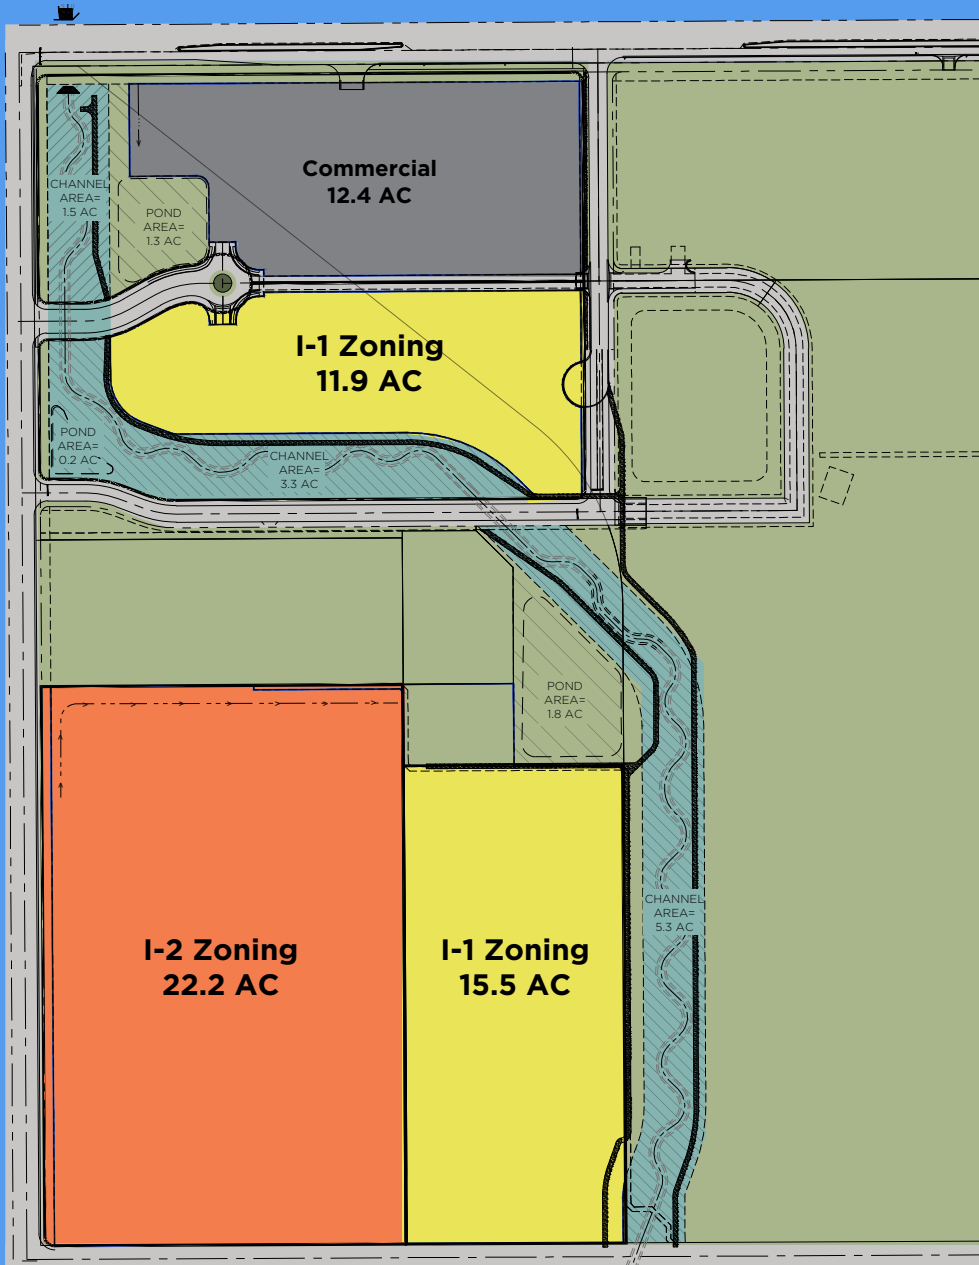 Commercial
12.4 AC
CHANNEL
AREA=
1.5 AC
POND
AREA=
1.3 AC
I-1 Zoning
11.9 AC
POND
AREA=
0.2 AC
CHANNEL
AREA=
3.3 AC
POND
AREA=
1.8 AC
CHANNEL
AREA=
5.3 AC
I-2 Zoning
22.2 AC
I-1 Zoning
15.5 AC